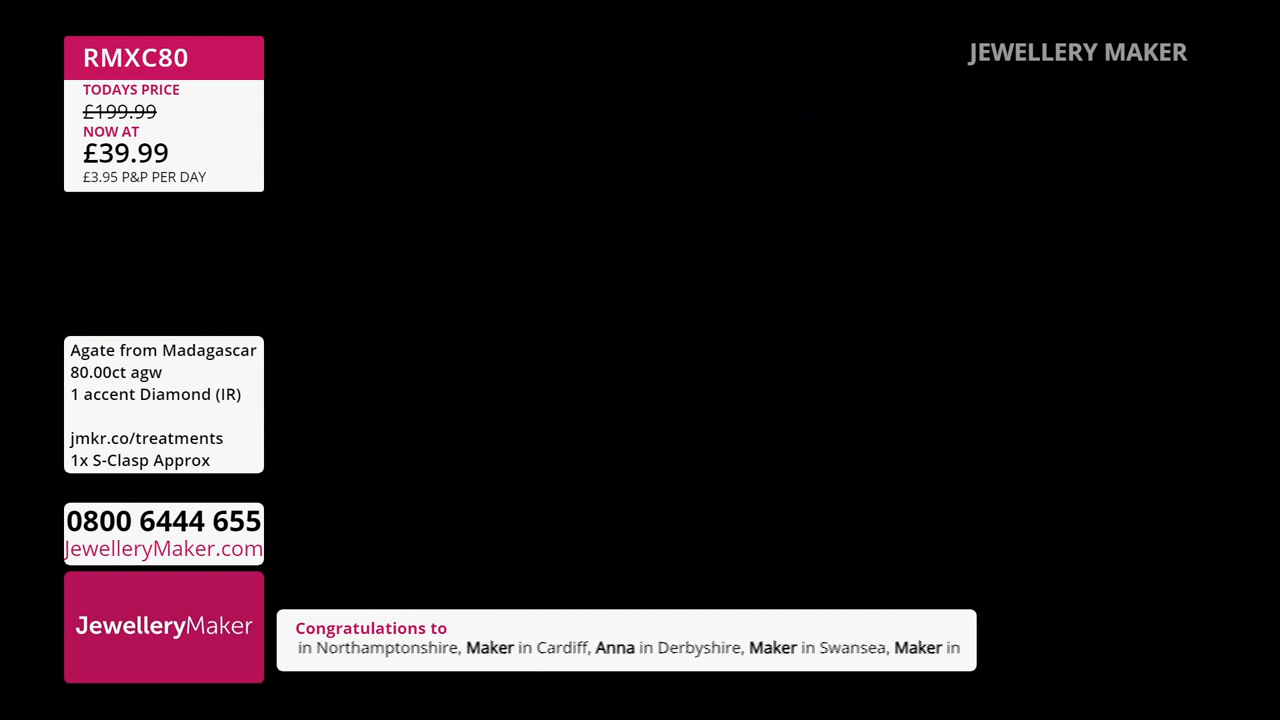 RMXC80
TODAYS PRICE
£199.99
NOW AT
£39.99
£3.95 P&P PER DAY
JEWELLERY MAKER
Agate from Madagascar
80.00ct agw
1 accent Diamond (IR)
jmkr.co/treatments
1x S-Clasp Approx
0800 6444 655
JewelleryMaker.com
JewelleryMaker
Congratulations to
in Northamptonshire, Maker in Cardiff, Anna in Derbyshire, Maker in Swansea, Maker in